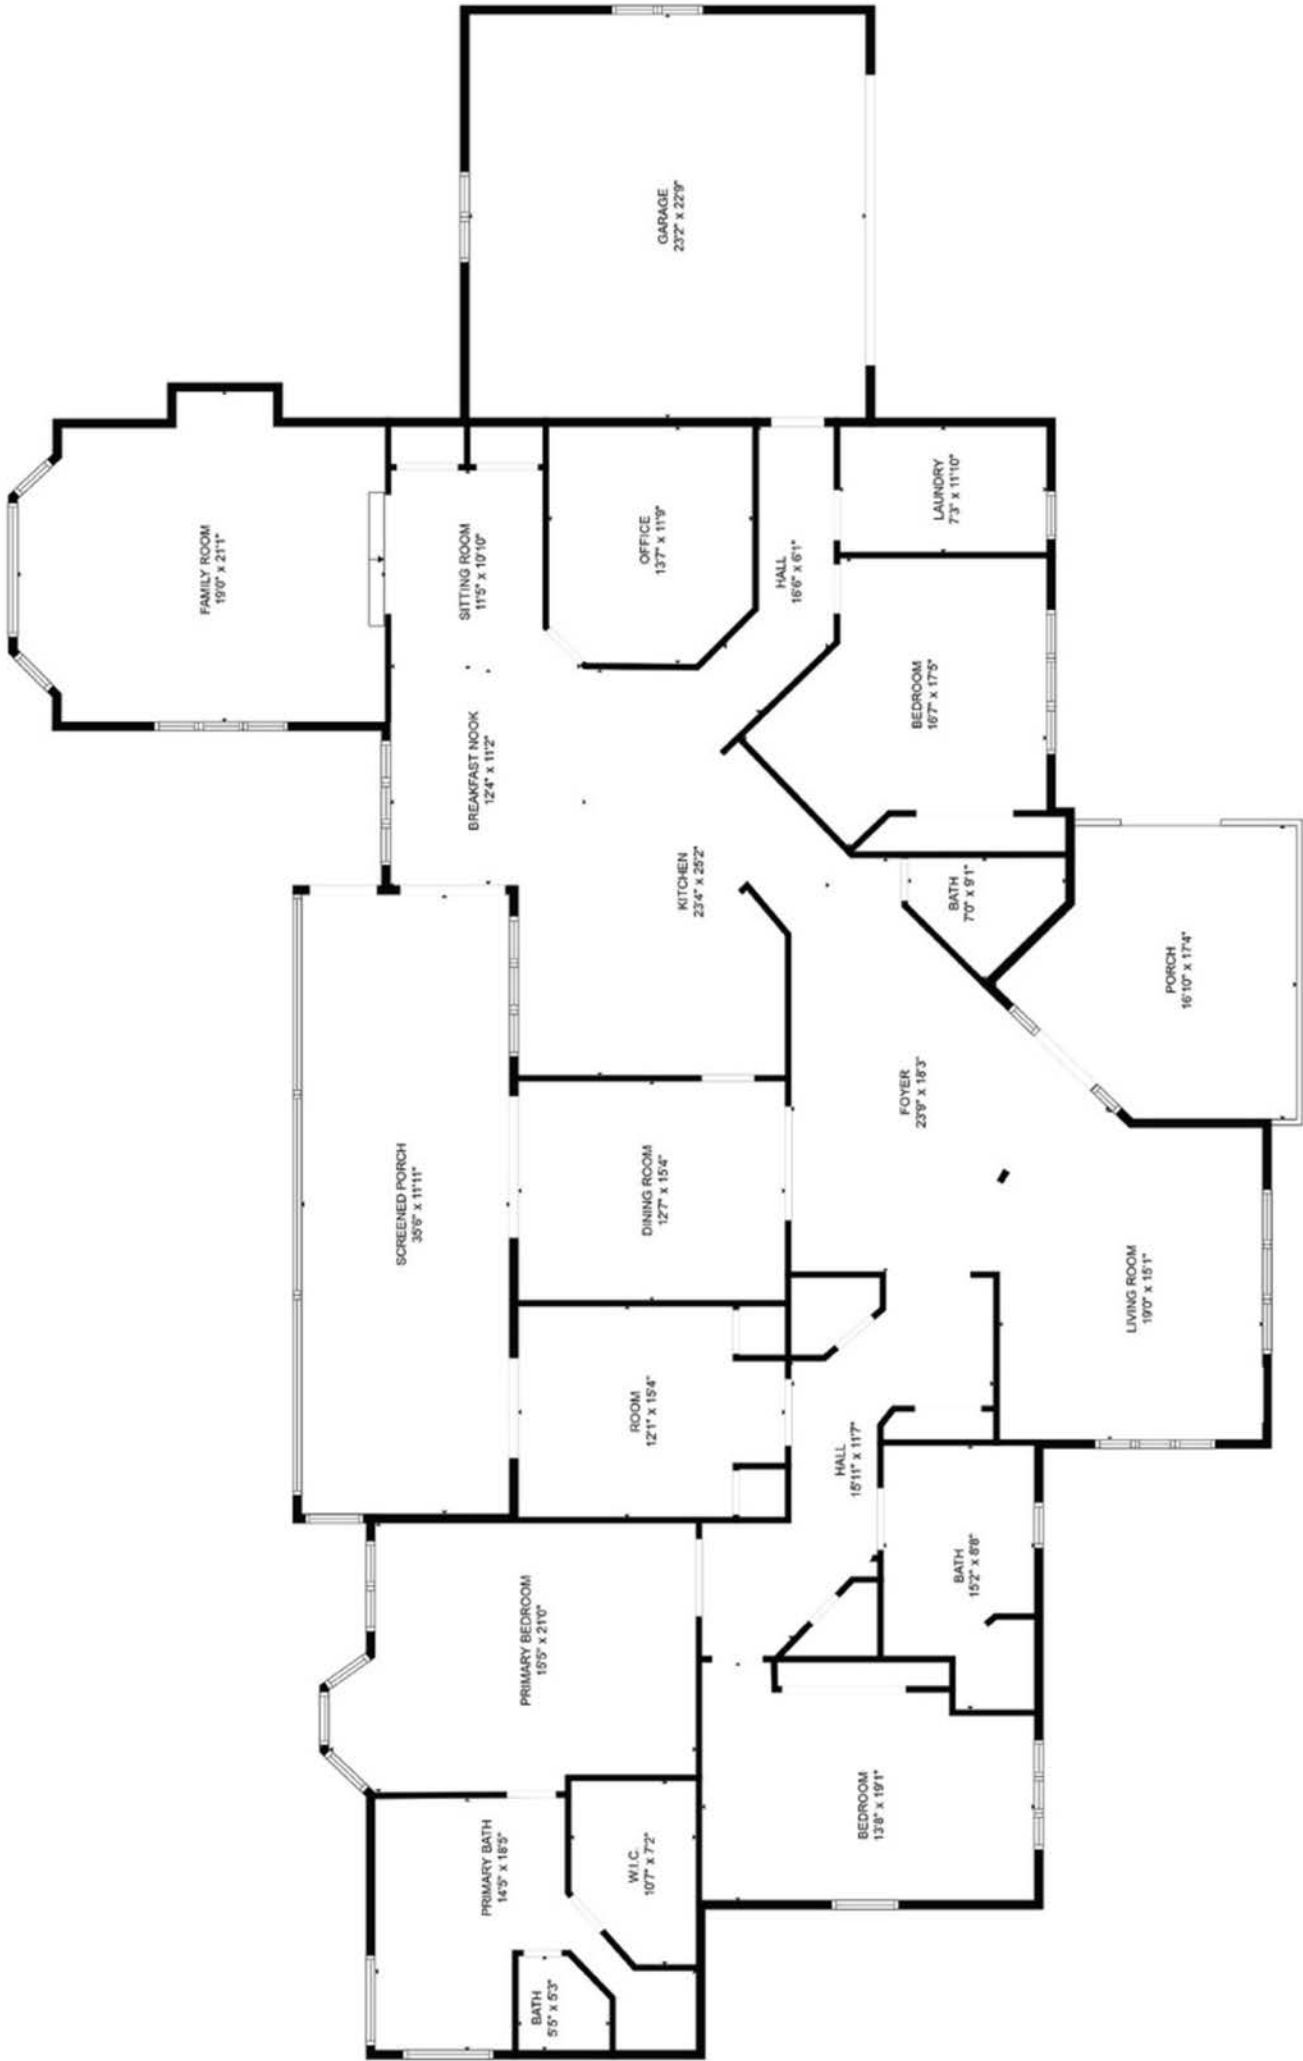 FAMILY ROOM
19'0" x 21'1"
SCREENED PORCH
35'6" x 11'11"
SITTING ROOM
11'5" x 10'10"
BREAKFAST NOOK
12'4" x 11'2"
PRIMARY BATH
14'5" x 18'5"
PRIMARY BEDROOM
15'5" x 21'0"
BATH
5'5" x 5'3"
W.I.C.
10'7" x 7'2"
ROOM
12'1" x 15'4"
DINING ROOM
12'7" x 15'4"
OFFICE
13'7" x 11'9"
GARAGE
23'2" x 22'9"
KITCHEN
23'4" x 25'2"
HALL
16'6" x 6'1"
HALL
15'11" x 11'7"
BEDROOM
13'8" x 19'1"
FOYER
23'9" x 18'3"
BEDROOM
16'7" x 17'5"
LAUNDRY
7'3" x 11'10"
BATH
15'2" x 8'8"
BATH
7'0" x 9'1"
LIVING ROOM
19'0" x 15'1"
PORCH
16'10" x 17'4"